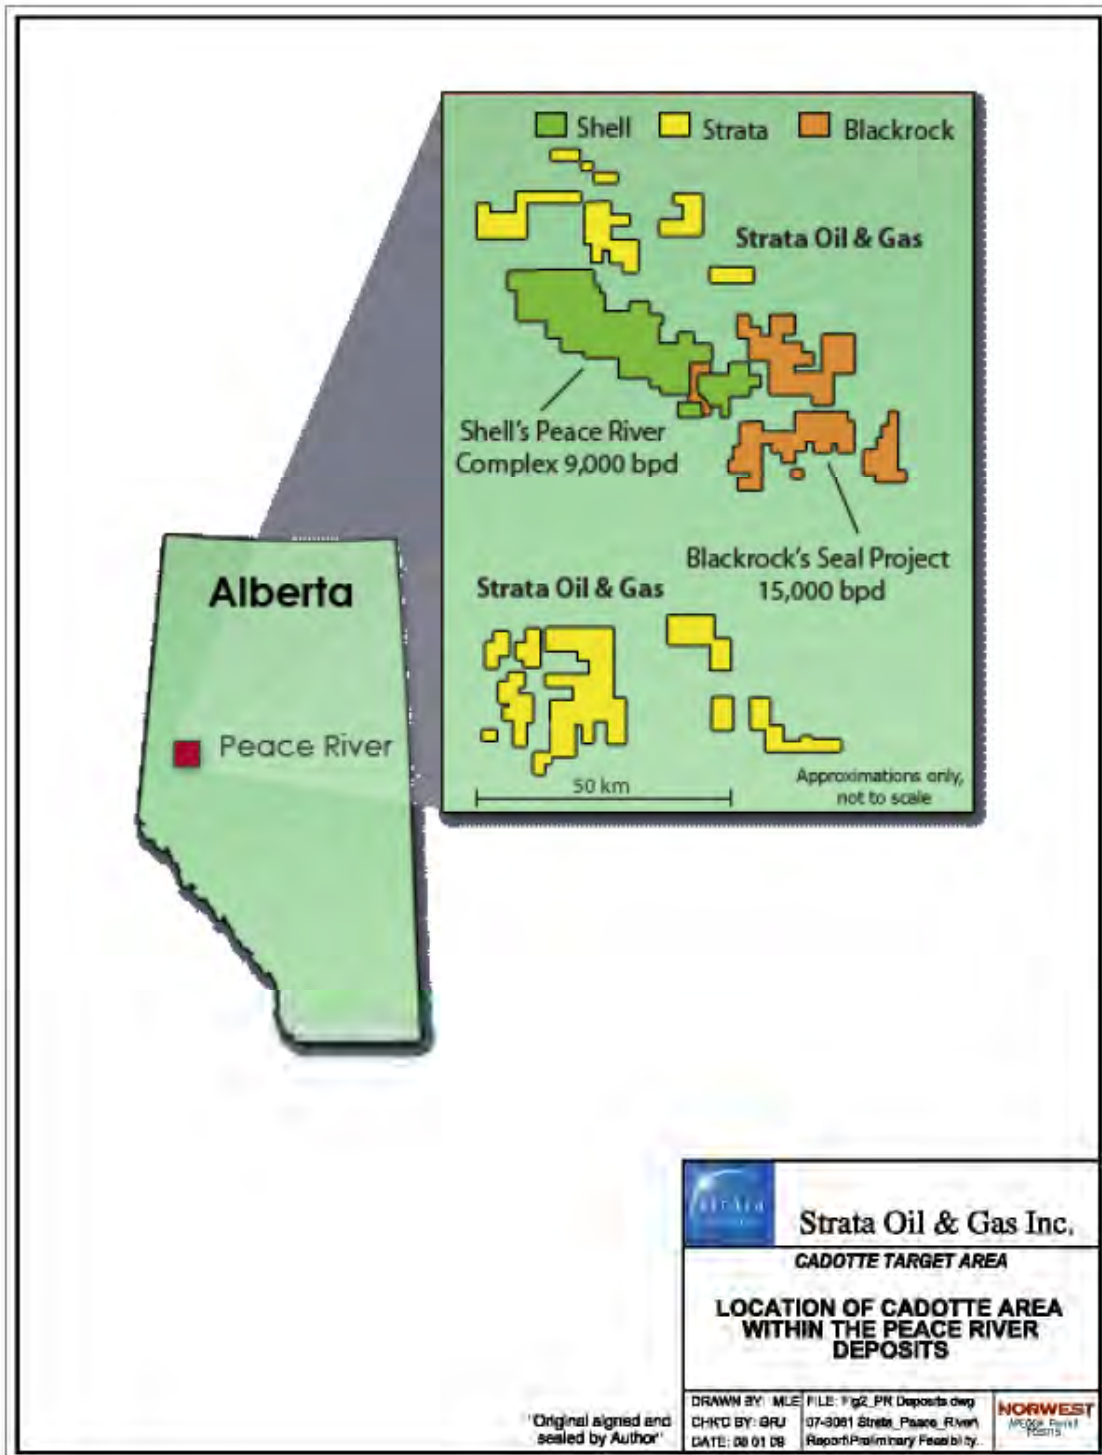 Shell Strata Blackrock
Strata Oil & Gas
Shell's Peace River
Complex 9,000 bpd
Blackrock's Seal Project
15,000 bpd
Strata Oil & Gas
50 km
Approximations only,
not to scale
Alberta
Peace River
strata
Strata Oil & Gas Inc.
CADOTTE TARGET AREA
LOCATION OF CADOTTE AREA
WITHIN THE PEACE RIVER
DEPOSITS
"Original signed and
sealed by Author"
DRAWN BY: MLE
CHK'D BY: GRJ
DATE: 08 01 09
FILE: Fig2_PR Deposits.dwg
07-3061 Strata_Peace_River\
Report\Preliminary Feasibility
NORWEST